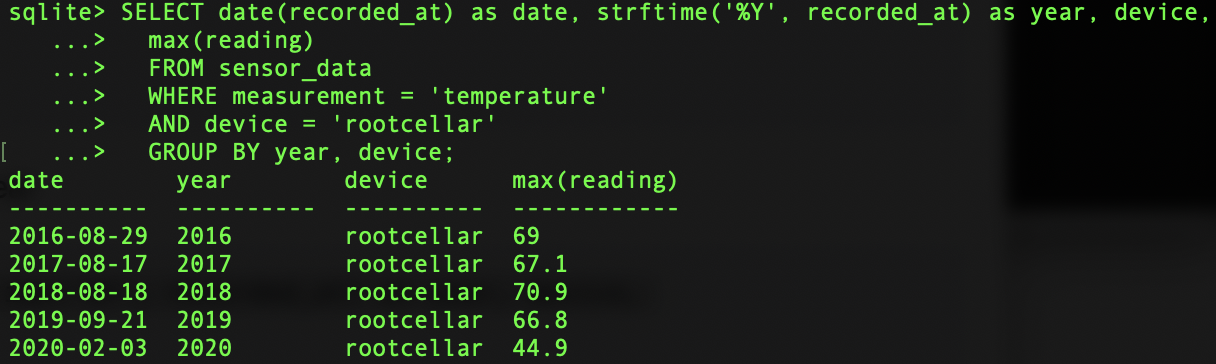 sqlite> SELECT date(recorded_at) as date, strftime('%Y', recorded_at) as year, device,
   ...>   max(reading)
   ...>   FROM sensor_data
   ...>   WHERE measurement = 'temperature'
   ...>   AND device = 'rootcellar'
[   ...>   GROUP BY year, device;
date        year        device      max(reading)
----------  ----------  ----------  ------------
2016-08-29  2016        rootcellar  69
2017-08-17  2017        rootcellar  67.1
2018-08-18  2018        rootcellar  70.9
2019-09-21  2019        rootcellar  66.8
2020-02-03  2020        rootcellar  44.9